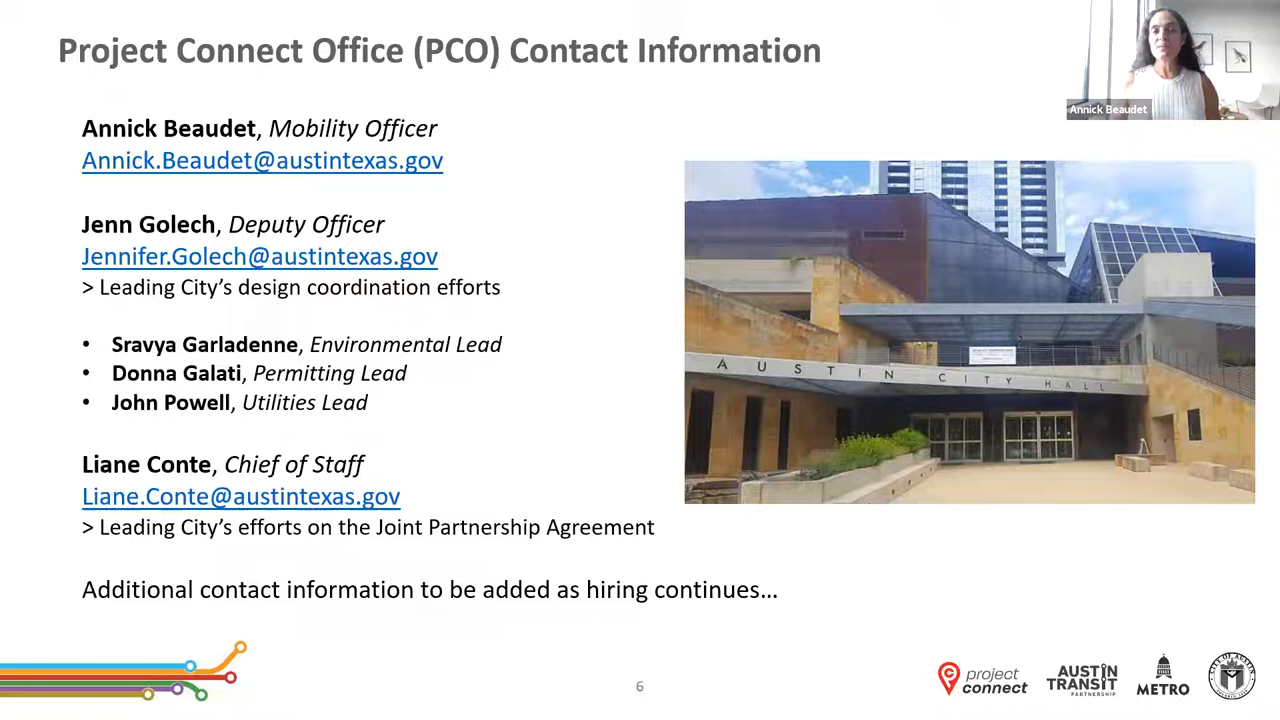 Project Connect Office (PCO) Contact Information
Annick Beaudet
Annick Beaudet, Mobility Officer
Annick.Beaudet@austintexas.gov
Jenn Golech, Deputy Officer
Jennifer.Golech@austintexas.gov
> Leading City's design coordination efforts
• Sravya Garladenne, Environmental Lead
• Donna Galati, Permitting Lead
• John Powell, Utilities Lead
Liane Conte, Chief of Staff
Liane.Conte@austintexas.gov
> Leading City's efforts on the Joint Partnership Agreement
Additional contact information to be added as hiring continues…
AUSTIN CITY HALL
6
project
connect
AUSTIN
TRANSIT
PARTNERSHIP
METRO
CITY OF AUSTIN